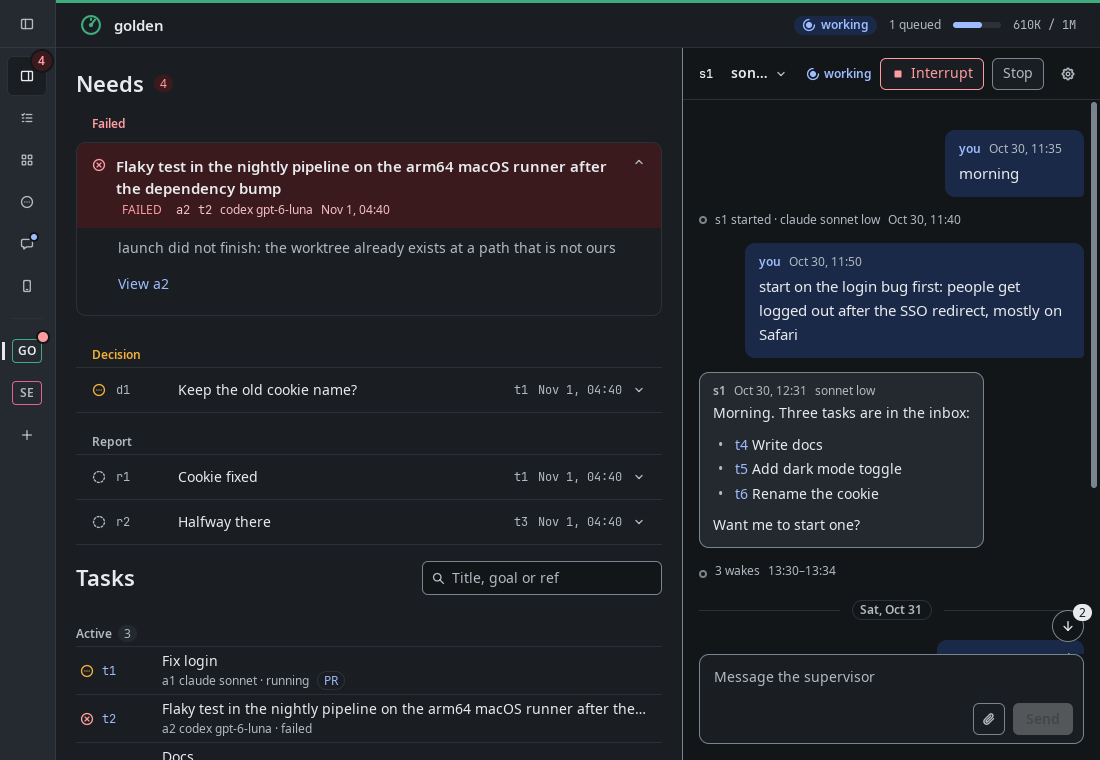 golden
working
1 queued
610K / 1M
4
GO
SE
Needs 4
Failed
Flaky test in the nightly pipeline on the arm64 macOS runner after
the dependency bump
FAILED a2 t2 codex gpt-6-luna Nov 1, 04:40
launch did not finish: the worktree already exists at a path that is not ours
View a2
Decision
d1 Keep the old cookie name? t1 Nov 1, 04:40
Report
r1 Cookie fixed t1 Nov 1, 04:40
r2 Halfway there t3 Nov 1, 04:40
Tasks
Title, goal or ref
Active 3
t1 Fix login
a1 claude sonnet · running PR
t2 Flaky test in the nightly pipeline on the arm64 macOS runner after the…
a2 codex gpt-6-luna · failed
Docs
s1 son… working Interrupt Stop
you Oct 30, 11:35
morning
s1 started · claude sonnet low Oct 30, 11:40
you Oct 30, 11:50
start on the login bug first: people get
logged out after the SSO redirect, mostly on
Safari
s1 Oct 30, 12:31 sonnet low
Morning. Three tasks are in the inbox:
• t4 Write docs
• t5 Add dark mode toggle
• t6 Rename the cookie
Want me to start one?
3 wakes 13:30–13:34
Sat, Oct 31
2
Message the supervisor
Send